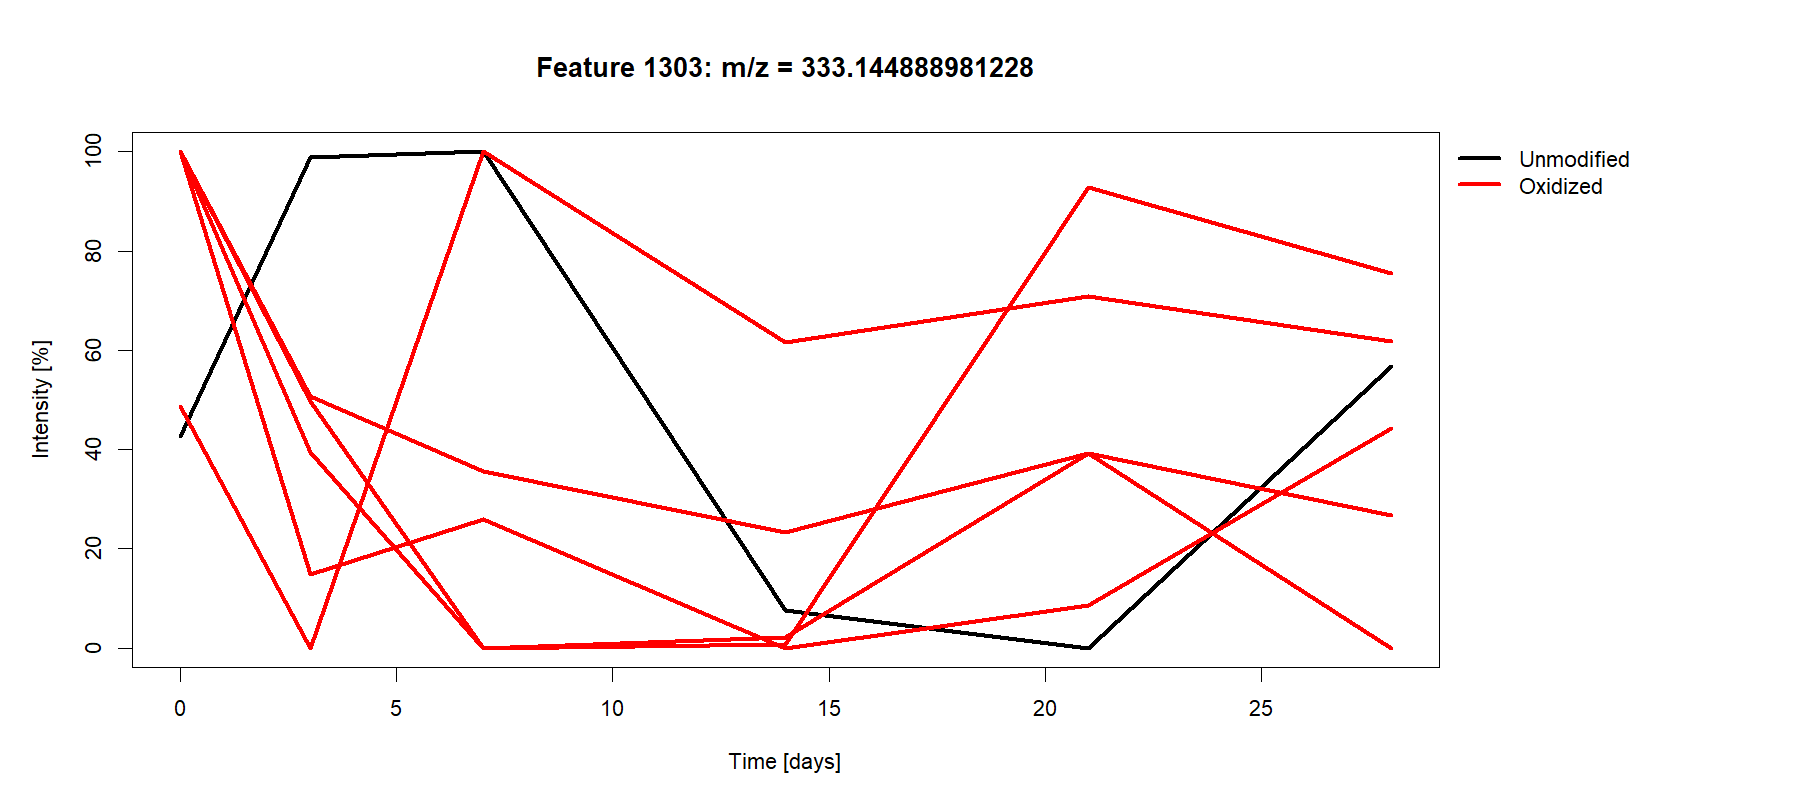 Feature 1303: m/z = 333.144888981228
100
80
60
40
20
0
Intensity [%]
0 5 10 15 20 25
Time [days]
Unmodified
Oxidized